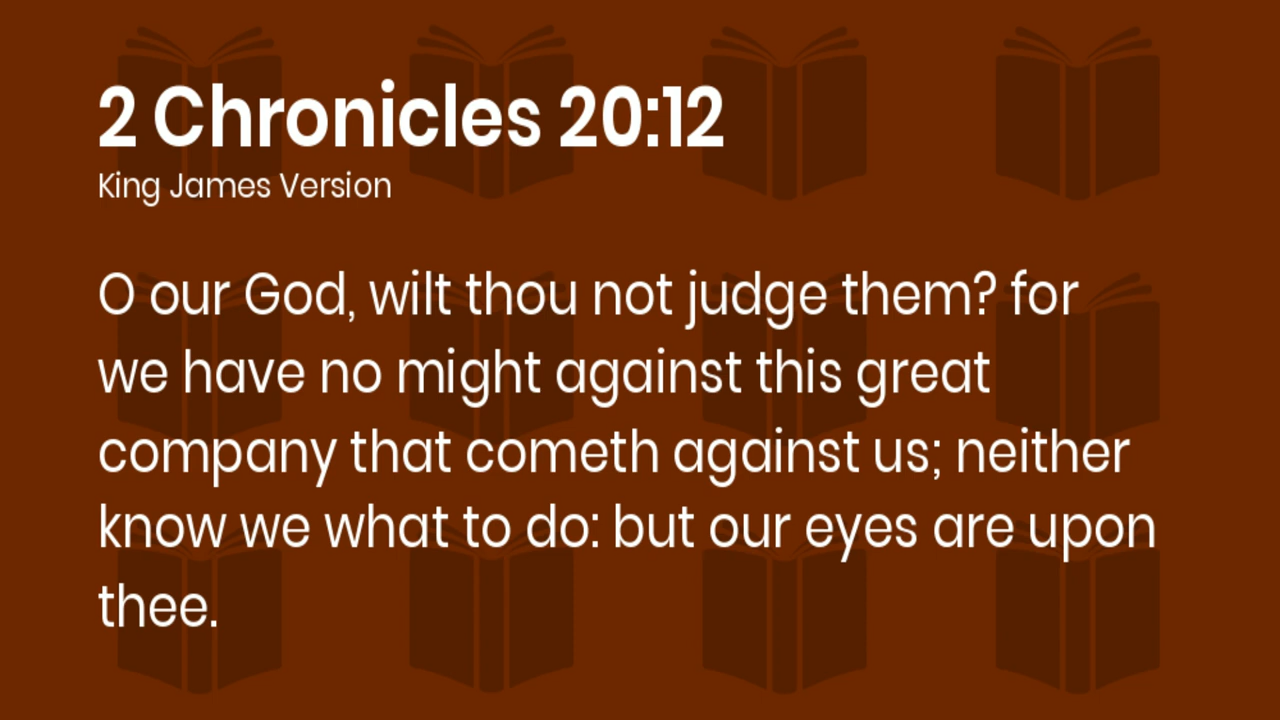 2 Chronicles 20:12
King James Version
O our God, wilt thou not judge them? for
we have no might against this great
company that cometh against us; neither
know we what to do: but our eyes are upon
thee.